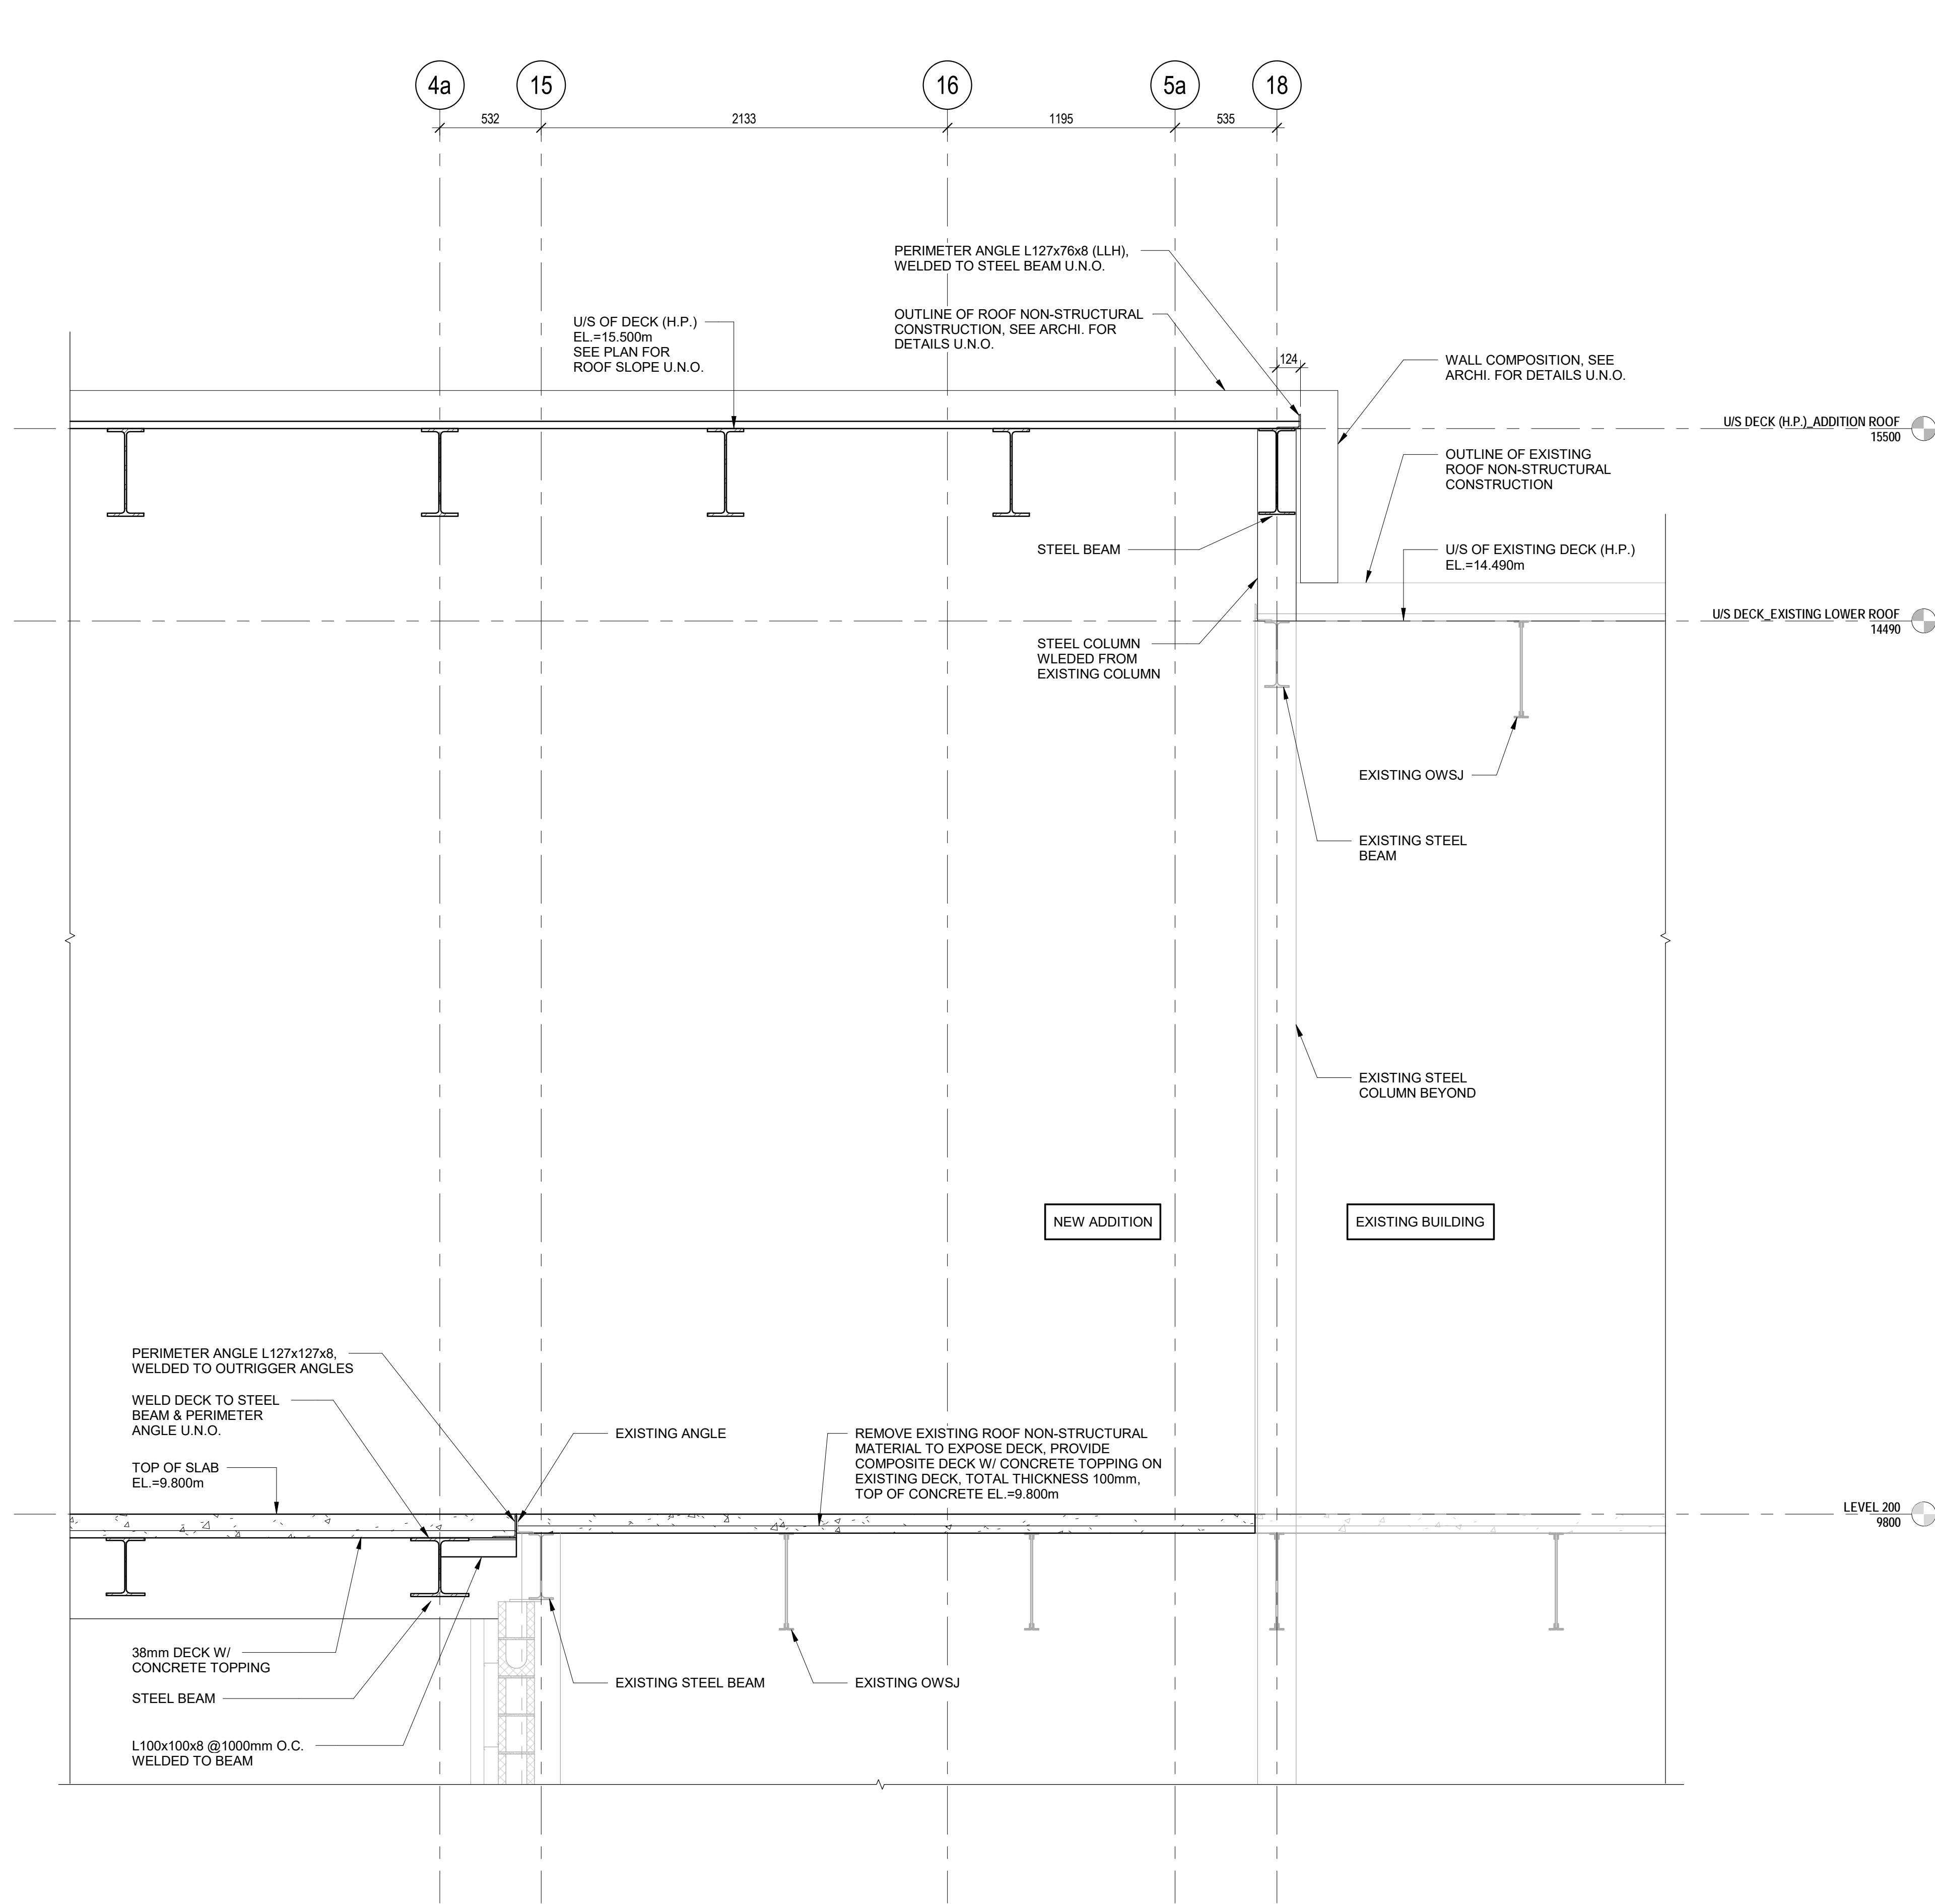 4a
15
16
5a
18
532
2133
1195
535
PERIMETER ANGLE L127x76x8 (LLH),
WELDED TO STEEL BEAM U.N.O.
OUTLINE OF ROOF NON-STRUCTURAL
CONSTRUCTION, SEE ARCHI. FOR
DETAILS U.N.O.
U/S OF DECK (H.P.)
EL.=15.500m
SEE PLAN FOR
ROOF SLOPE U.N.O.
124
WALL COMPOSITION, SEE
ARCHI. FOR DETAILS U.N.O.
U/S DECK (H.P.)_ADDITION ROOF
15500
OUTLINE OF EXISTING
ROOF NON-STRUCTURAL
CONSTRUCTION
STEEL BEAM
U/S OF EXISTING DECK (H.P.)
EL.=14.490m
U/S DECK_EXISTING LOWER ROOF
14490
STEEL COLUMN
WLEDED FROM
EXISTING COLUMN
EXISTING OWSJ
EXISTING STEEL
BEAM
EXISTING STEEL
COLUMN BEYOND
NEW ADDITION
EXISTING BUILDING
PERIMETER ANGLE L127x127x8,
WELDED TO OUTRIGGER ANGLES
WELD DECK TO STEEL
BEAM & PERIMETER
ANGLE U.N.O.
TOP OF SLAB
EL.=9.800m
EXISTING ANGLE
REMOVE EXISTING ROOF NON-STRUCTURAL
MATERIAL TO EXPOSE DECK, PROVIDE
COMPOSITE DECK W/ CONCRETE TOPPING ON
EXISTING DECK, TOTAL THICKNESS 100mm,
TOP OF CONCRETE EL.=9.800m
LEVEL 200
9800
38mm DECK W/
CONCRETE TOPPING
STEEL BEAM
L100x100x8 @1000mm O.C.
WELDED TO BEAM
EXISTING STEEL BEAM
EXISTING OWSJ